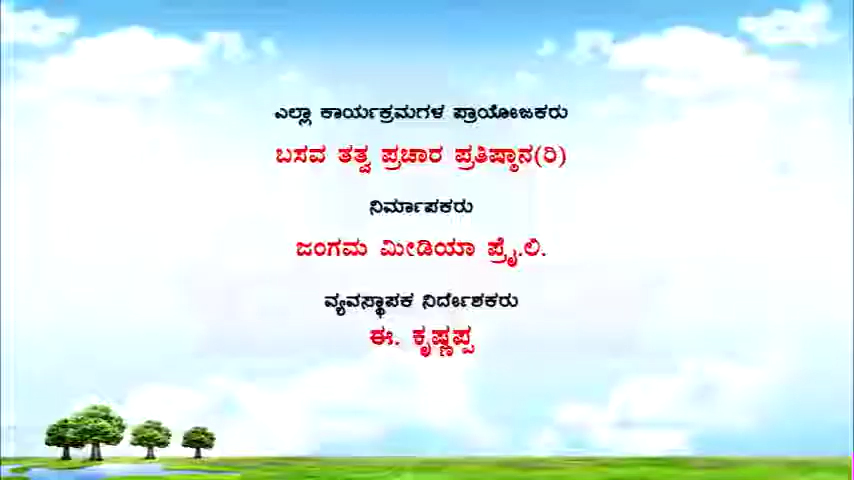 ಎಲ್ಲಾ ಕಾರ್ಯಕ್ರಮಗಳ ಪ್ರಾಯೋಜಕರು
ಬಸವ ತತ್ವ ಪ್ರಚಾರ ಪ್ರತಿಷ್ಠಾನ(ರಿ)
ನಿರ್ಮಾಪಕರು
ಜಂಗಮ ಮೀಡಿಯಾ ಪ್ರೈ.ಲಿ.
ವ್ಯವಸ್ಥಾಪಕ ನಿರ್ದೇಶಕರು
ಈ. ಕೃಷ್ಣಪ್ಪ